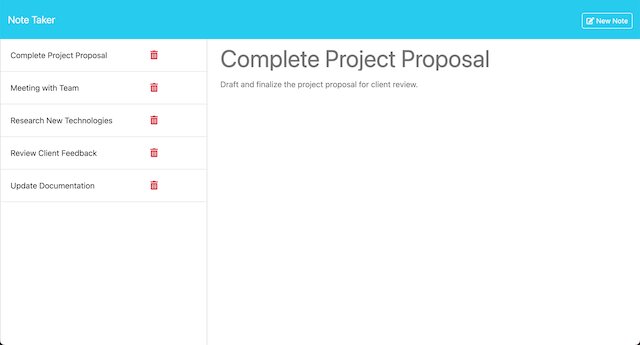 Note Taker
New Note
Complete Project Proposal
Meeting with Team
Research New Technologies
Review Client Feedback
Update Documentation
Complete Project Proposal
Draft and finalize the project proposal for client review.